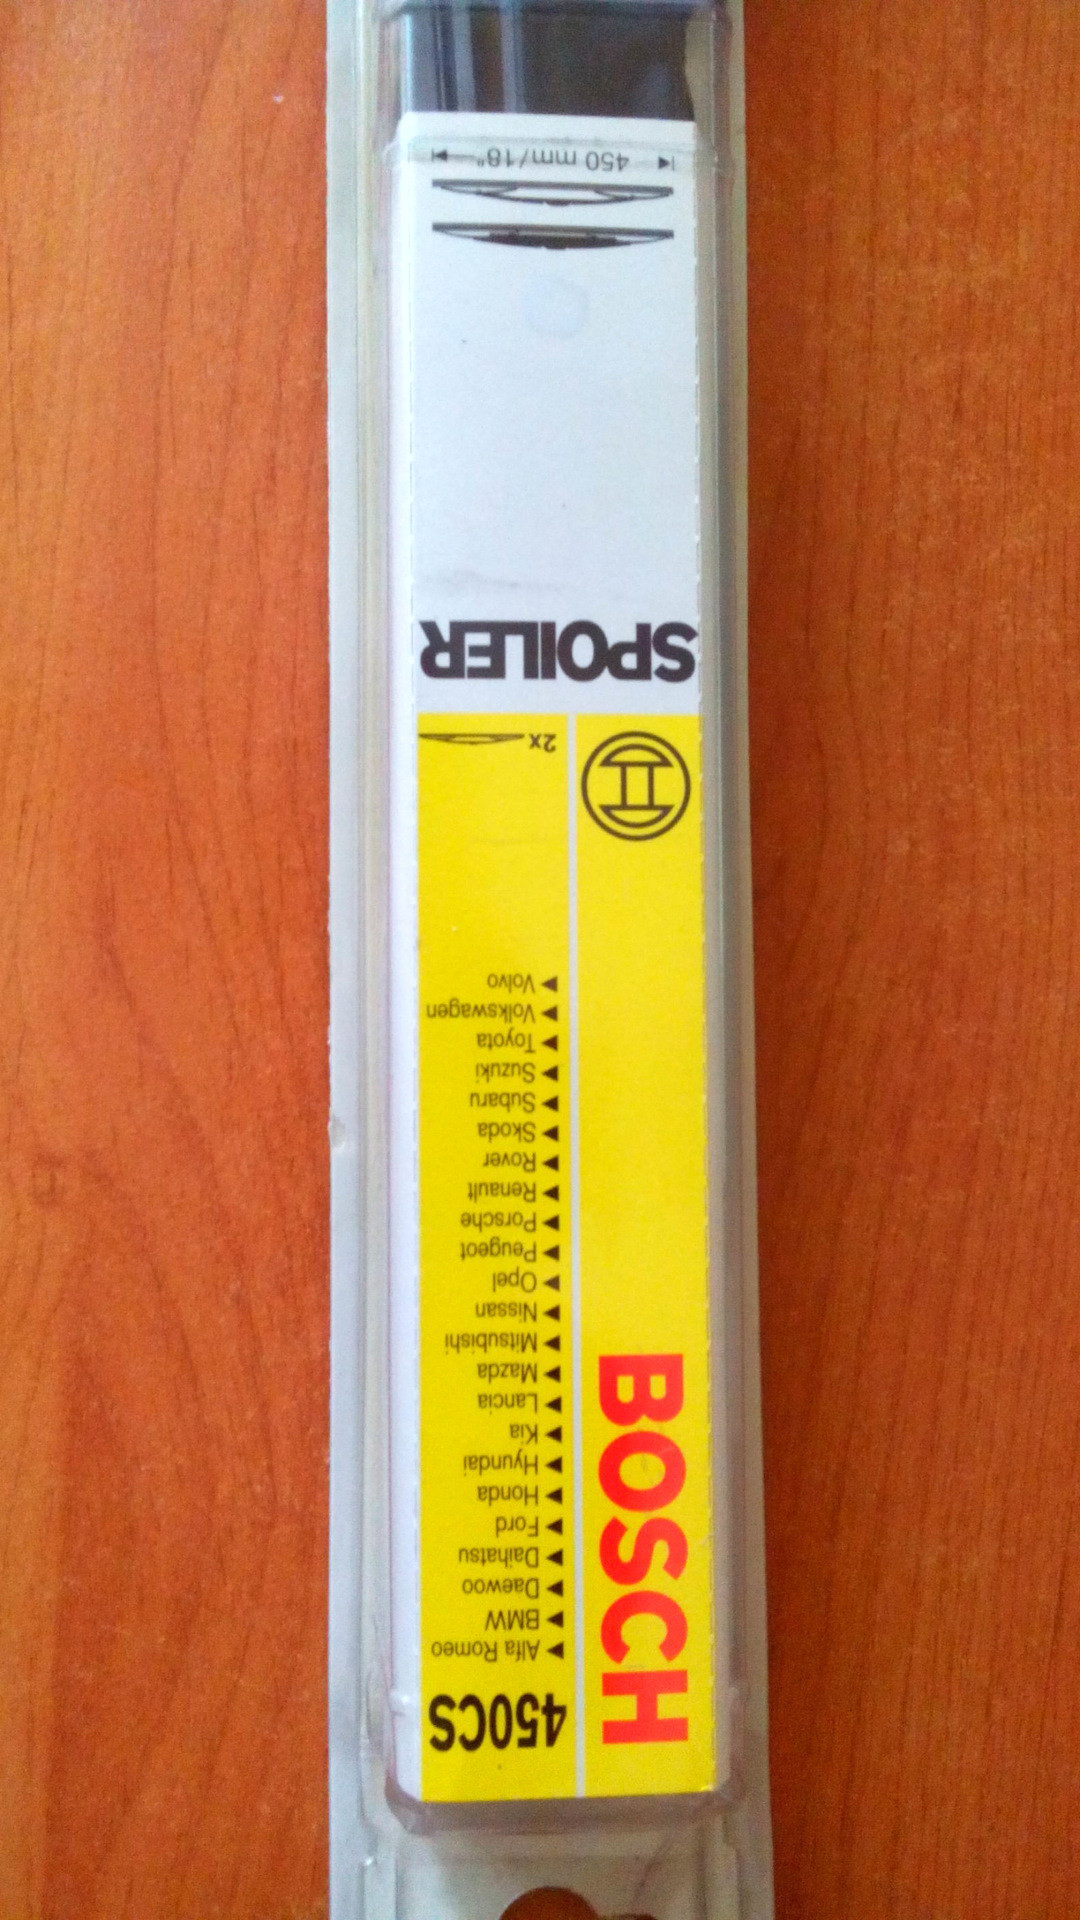 BOSCH
450CS
Alfa Romeo
BMW
Daewoo
Daihatsu
Ford
Honda
Hyundai
Kia
Lancia
Mazda
Mitsubishi
Nissan
Opel
Peugeot
Porsche
Renault
Rover
Skoda
Subaru
Suzuki
Toyota
Volkswagen
Volvo
2x
SPOILER
450 mm/18"